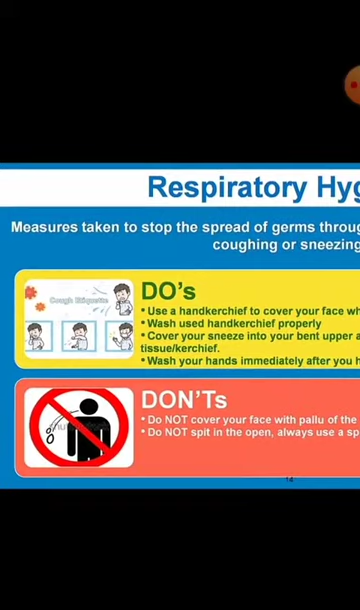 Respiratory Hyg
Measures taken to stop the spread of germs throug
coughing or sneezing
Cough Etiquette
DO's
• Use a handkerchief to cover your face wh
• Wash used handkerchief properly
• Cover your sneeze into your bent upper a
tissue/kerchief.
• Wash your hands immediately after you h
DON'Ts
• Do NOT cover your face with pallu of the
• Do NOT spit in the open, always use a sp
14